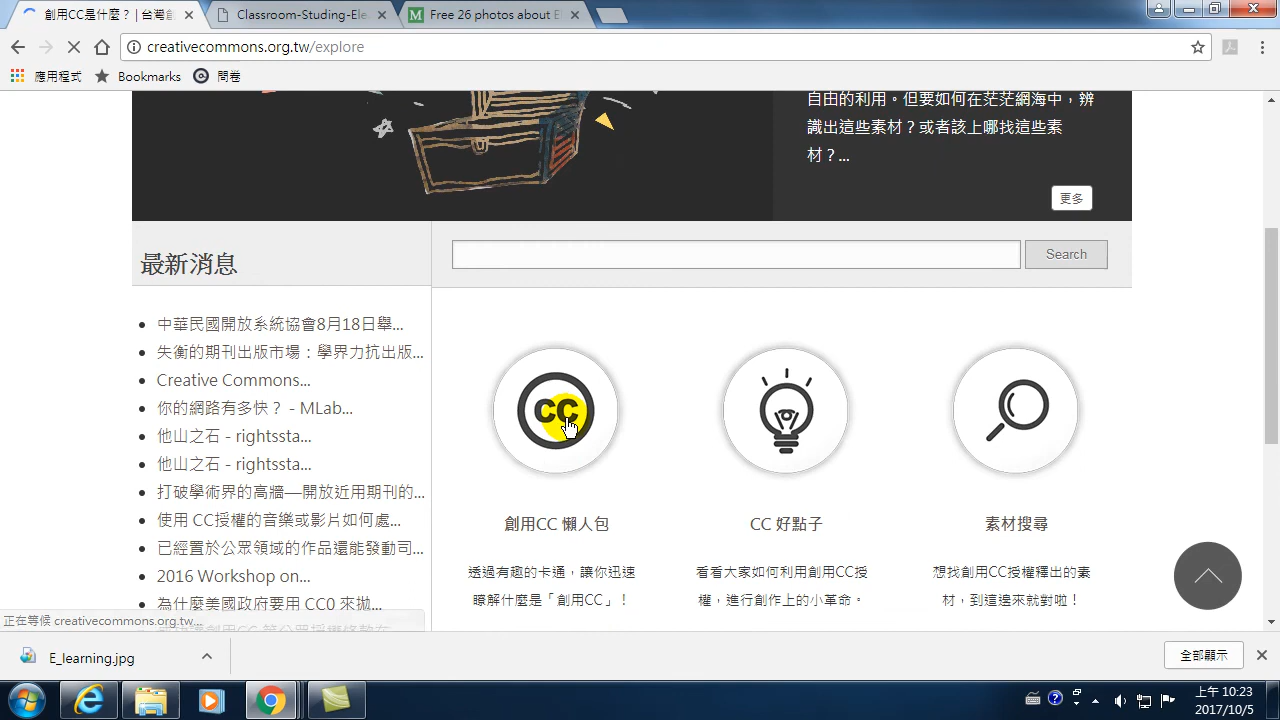 創用CC是什麼？ | 台灣創
Classroom-Studing-Ele
Free 26 photos about El
creativecommons.org.tw/explore
應用程式
Bookmarks
問卷
自由的利用。但要如何在茫茫網海中，辨
識出這些素材？或者該上哪找這些素
材？...
更多
最新消息
Search
中華民國開放系統協會8月18日舉...
失衡的期刊出版市場：學界力抗出版...
Creative Commons...
你的網路有多快？ - MLab...
他山之石 - rightssta...
他山之石 - rightssta...
打破學術界的高牆—開放近用期刊的...
使用 CC授權的音樂或影片如何處...
已經置於公眾領域的作品還能發動司...
2016 Workshop on...
為什麼美國政府要用 CC0 來拋...
CC
創用CC 懶人包
CC 好點子
素材搜尋
透過有趣的卡通，讓你迅速
瞭解什麼是「創用CC」！
看看大家如何利用創用CC授
權，進行創作上的小革命。
想找創用CC授權釋出的素
材，到這邊來就對啦！
正在等候 creativecommons.org.tw...
E_learning.jpg
全部顯示
上午 10:23
2017/10/5